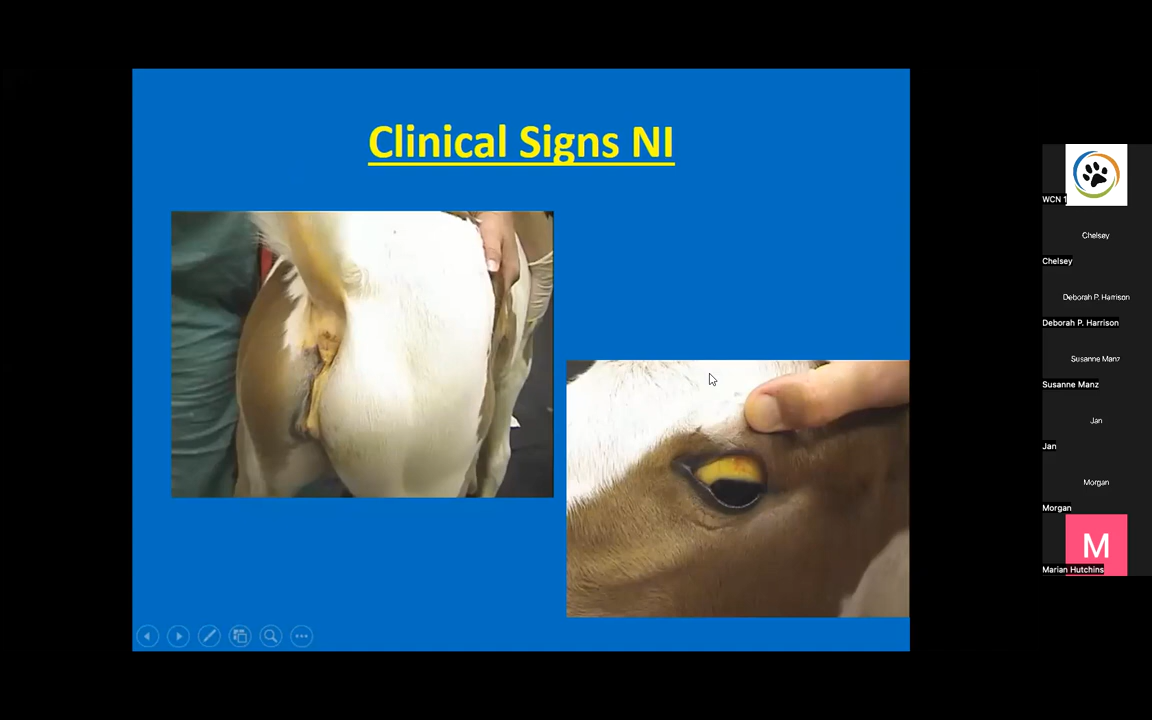 Clinical Signs NI
WCN 1
Chelsey
Chelsey
Deborah P. Harrison
Deborah P. Harrison
Susanne Manz
Susanne Manz
Jan
Jan
Morgan
Morgan
M
Marian Hutchins